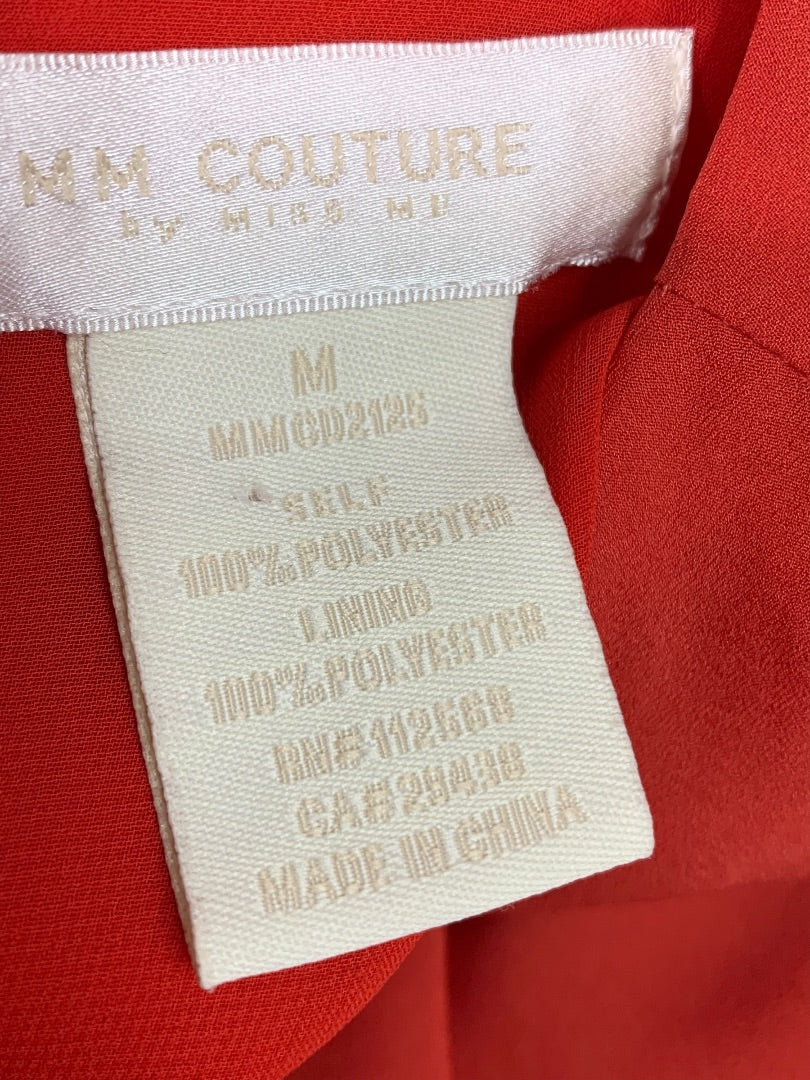 MM COUTURE
by MISS ME
M
MMCD2125
SELF
100% POLYESTER
LINING
100% POLYESTER
RN#112568
CA#29438
MADE IN CHINA